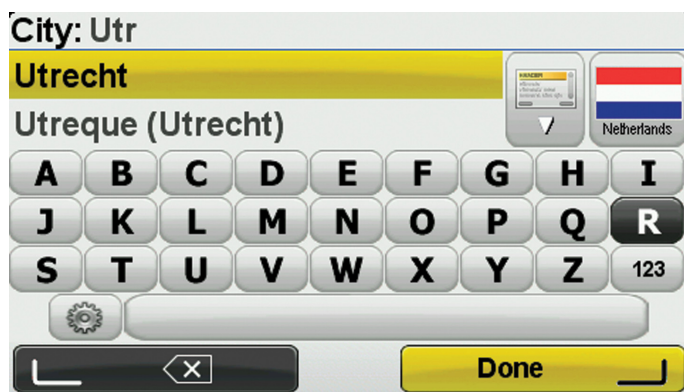 City: Utr
Utrecht
Utreque (Utrecht)
Netherlands
A B C D E F G H I
J K L M N O P Q R
S T U V W X Y Z 123
Done